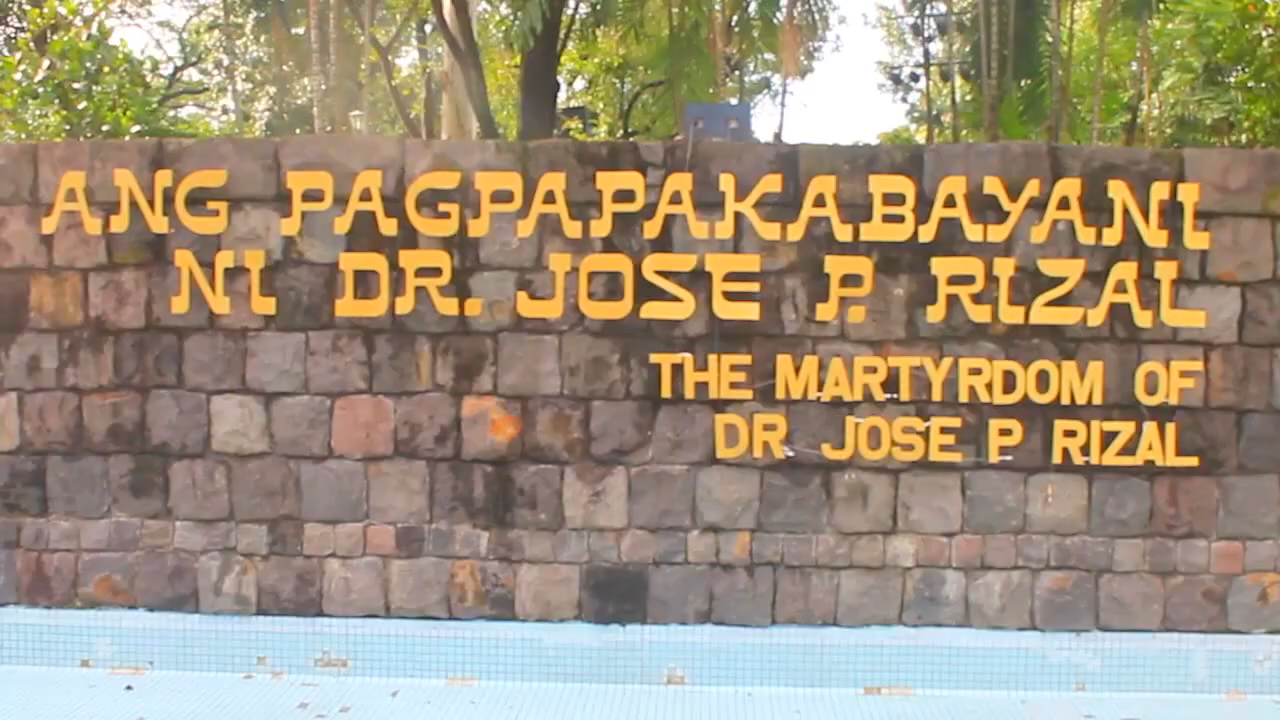 ANG PAGPAPAKABAYANI
NI DR. JOSE P. RIZAL
THE MARTYRDOM OF
DR JOSE P RIZAL